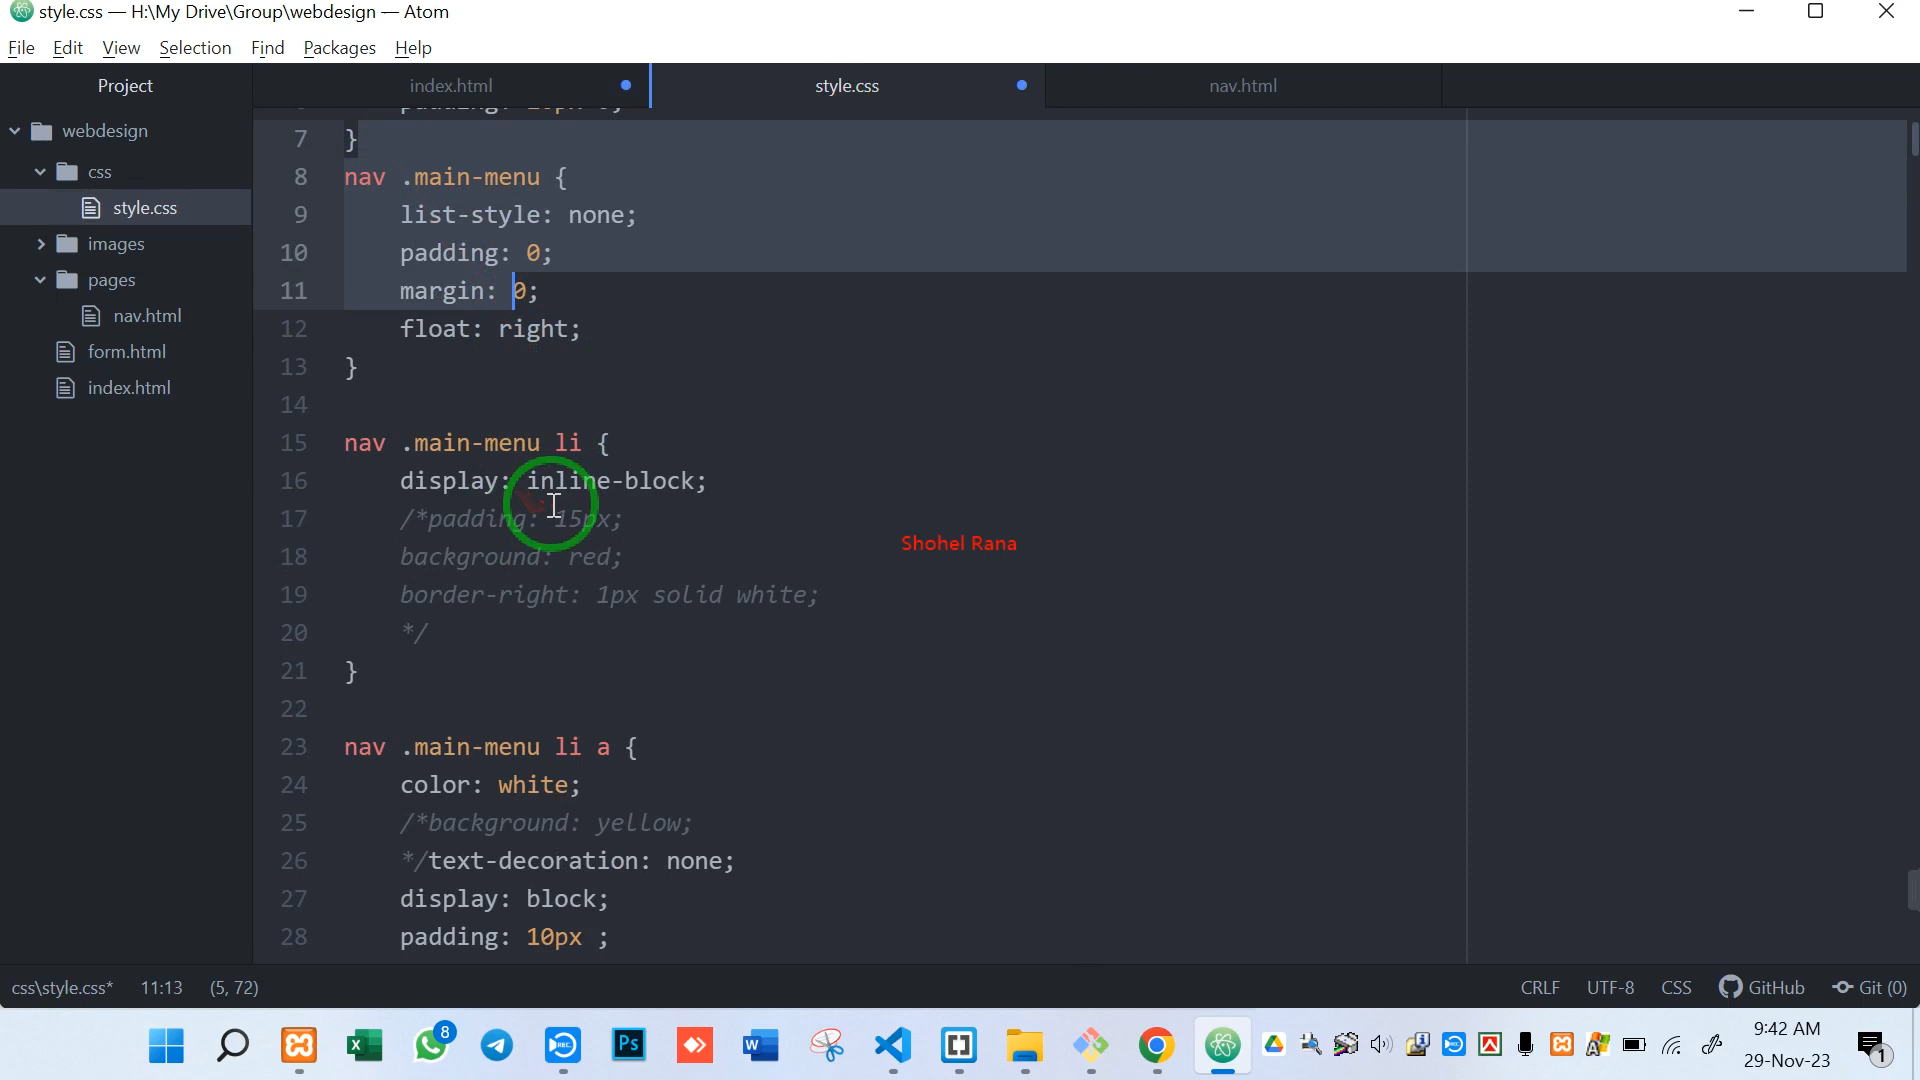 style.css — H:\My Drive\Group\webdesign — Atom
File Edit View Selection Find Packages Help
Project
index.html style.css nav.html
webdesign
css
style.css
images
pages
nav.html
form.html
index.html
7 }
8 nav .main-menu {
9 list-style: none;
10 padding: 0;
11 margin: 0;
12 float: right;
13 }
14
15 nav .main-menu li {
16 display: inline-block;
17 /*padding: 15px;
18 background: red;
19 border-right: 1px solid white;
20 */
21 }
22
23 nav .main-menu li a {
24 color: white;
25 /*background: yellow;
26 */text-decoration: none;
27 display: block;
28 padding: 10px ;
Shohel Rana
css\style.css* 11:13 (5, 72) CRLF UTF-8 CSS GitHub Git (0)
8
REC
Ps
9:42 AM
29-Nov-23
1